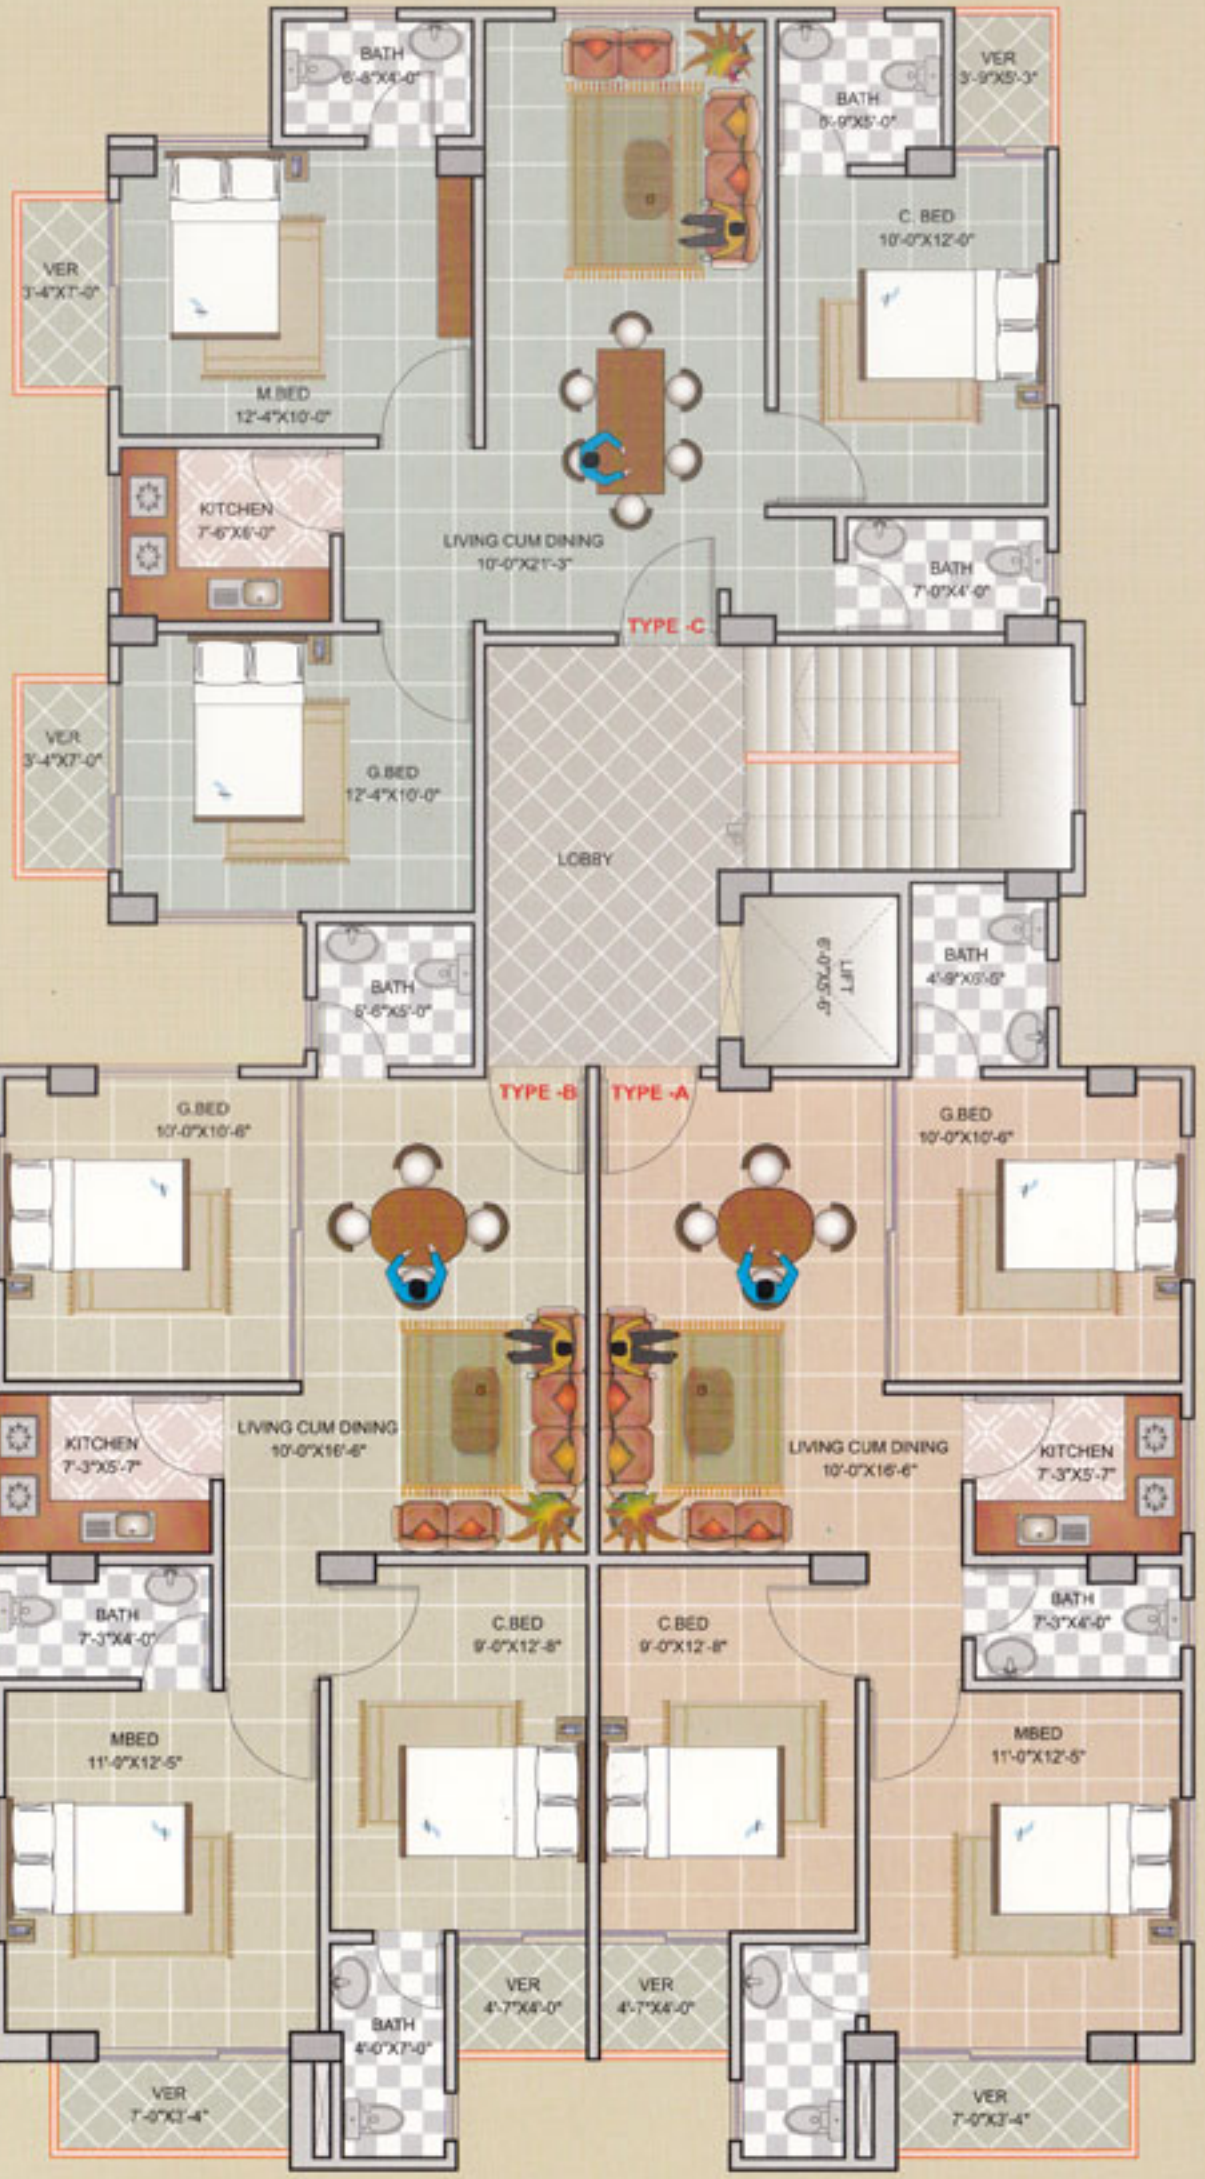 BATH
6'-8"X4'-0"
BATH
5'-9"X5'-0"
VER
3'-9"X5'-3"
C. BED
10'-0"X12'-0"
VER
3'-4"X7'-0"
M.BED
12'-4"X10'-0"
KITCHEN
7'-6"X6'-0"
LIVING CUM DINING
10'-0"X21'-3"
BATH
7'-0"X4'-0"
TYPE -C
VER
3'-4"X7'-0"
G.BED
12'-4"X10'-0"
LOBBY
LIFT
6'-0"X5'-6"
BATH
4'-9"X6'-5"
BATH
5'-6"X5'-0"
TYPE -B
TYPE -A
G.BED
10'-0"X10'-6"
G.BED
10'-0"X10'-6"
KITCHEN
7'-3"X5'-7"
LIVING CUM DINING
10'-0"X16'-6"
LIVING CUM DINING
10'-0"X16'-6"
KITCHEN
7'-3"X5'-7"
BATH
7'-3"X4'-0"
C.BED
9'-0"X12'-8"
C.BED
9'-0"X12'-8"
BATH
7'-3"X4'-0"
MBED
11'-0"X12'-5"
MBED
11'-0"X12'-5"
VER
4'-7"X4'-0"
VER
4'-7"X4'-0"
BATH
4'-0"X7'-0"
VER
7'-0"X3'-4"
VER
7'-0"X3'-4"